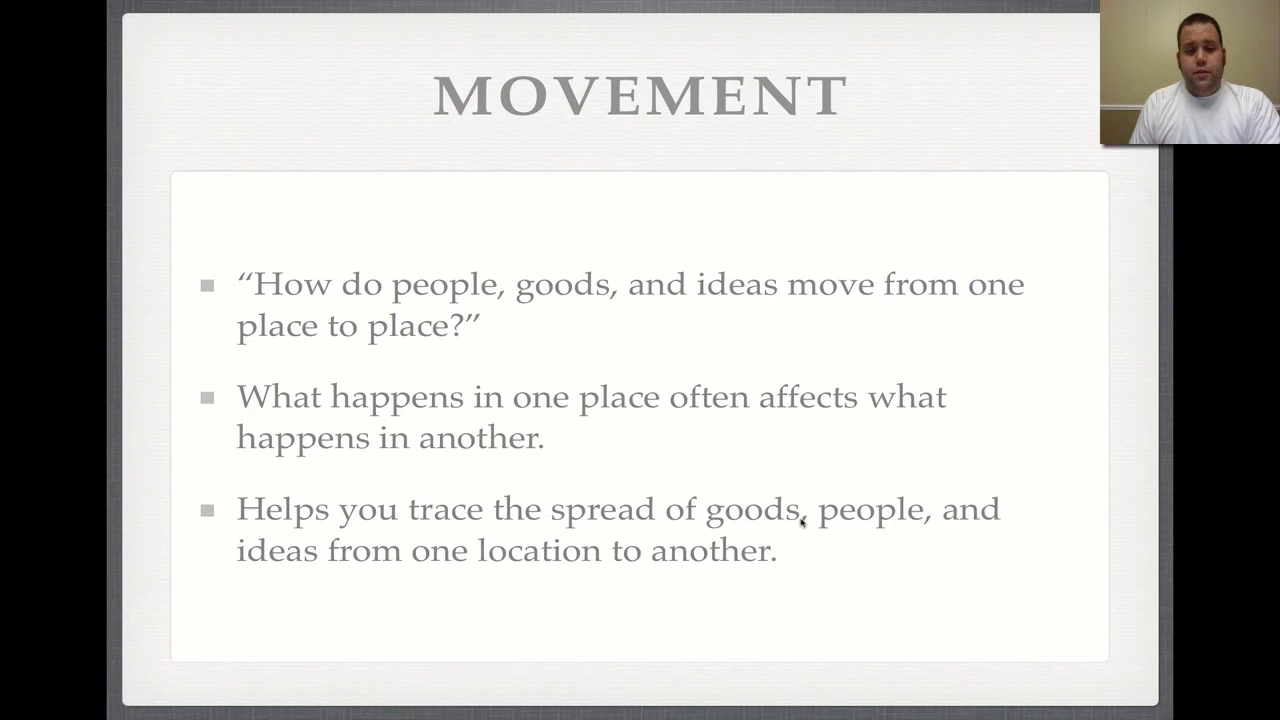 MOVEMENT
“How do people, goods, and ideas move from one
place to place?”
What happens in one place often affects what
happens in another.
Helps you trace the spread of goods, people, and
ideas from one location to another.